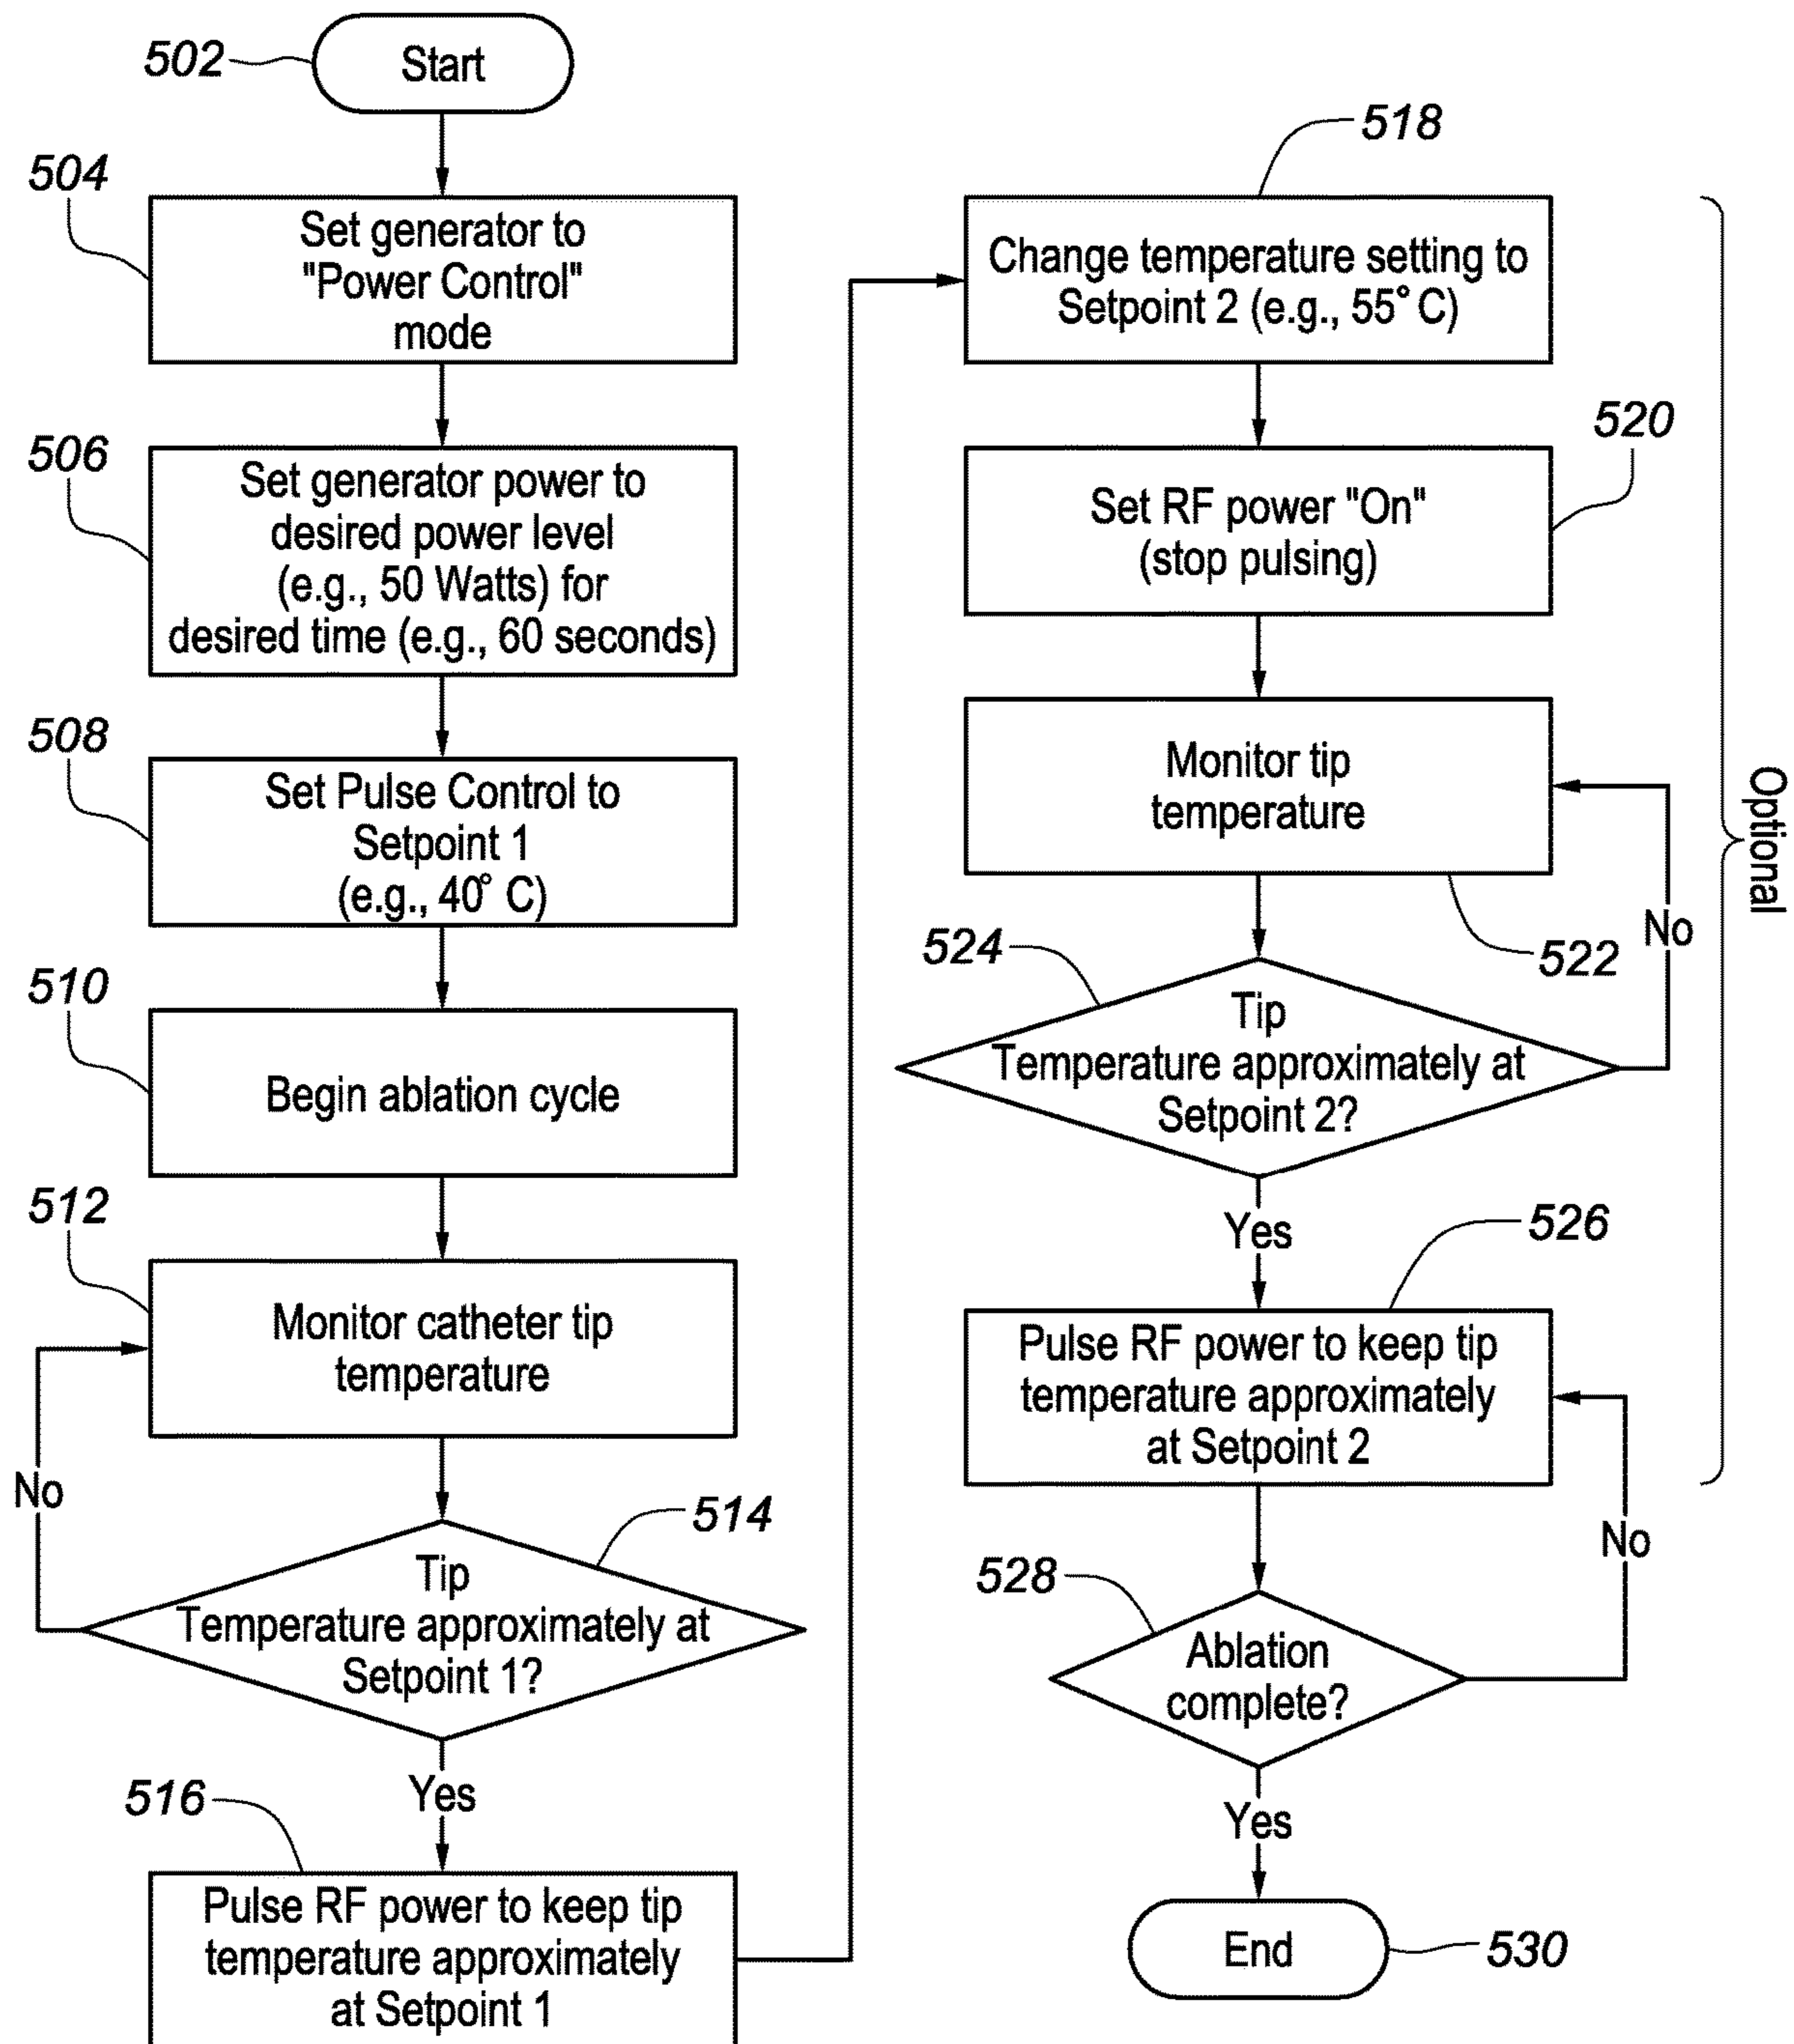 502
Start
504
Set generator to
"Power Control"
mode
506
Set generator power to
desired power level
(e.g., 50 Watts) for
desired time (e.g., 60 seconds)
508
Set Pulse Control to
Setpoint 1
(e.g., 40° C)
510
Begin ablation cycle
512
Monitor catheter tip
temperature
No
514
Tip
Temperature approximately at
Setpoint 1?
Yes
516
Pulse RF power to keep tip
temperature approximately
at Setpoint 1
518
Change temperature setting to
Setpoint 2 (e.g., 55° C)
520
Set RF power "On"
(stop pulsing)
Monitor tip
temperature
522
No
524
Tip
Temperature approximately at
Setpoint 2?
Yes
526
Pulse RF power to keep tip
temperature approximately
at Setpoint 2
Optional
528
Ablation
complete?
No
Yes
End
530